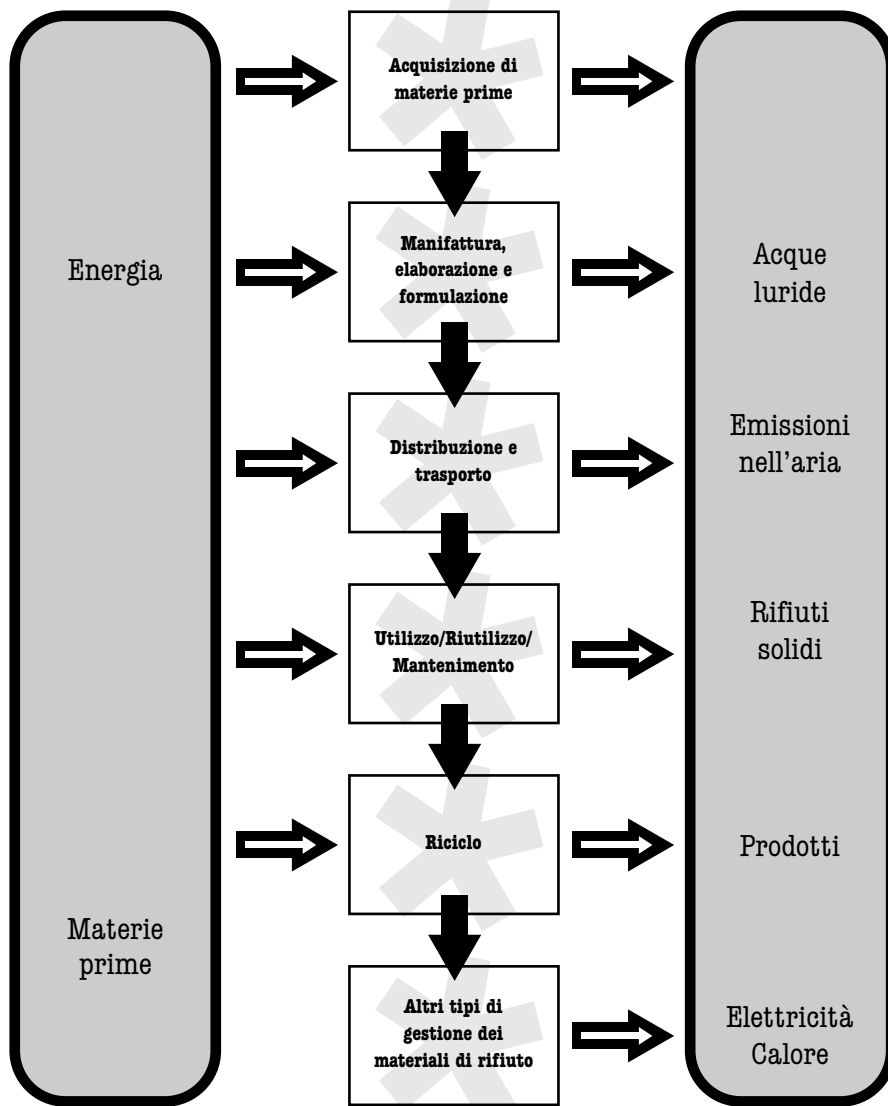 Energia
Materie
prime
Acquisizione di
materie prime
Manifattura,
elaborazione e
formulazione
Distribuzione e
trasporto
Utilizzo/Riutilizzo/
Mantenimento
Riciclo
Altri tipi di
gestione dei
materiali di rifiuto
Acque
luride
Emissioni
nell'aria
Rifiuti
solidi
Prodotti
Elettricità
Calore